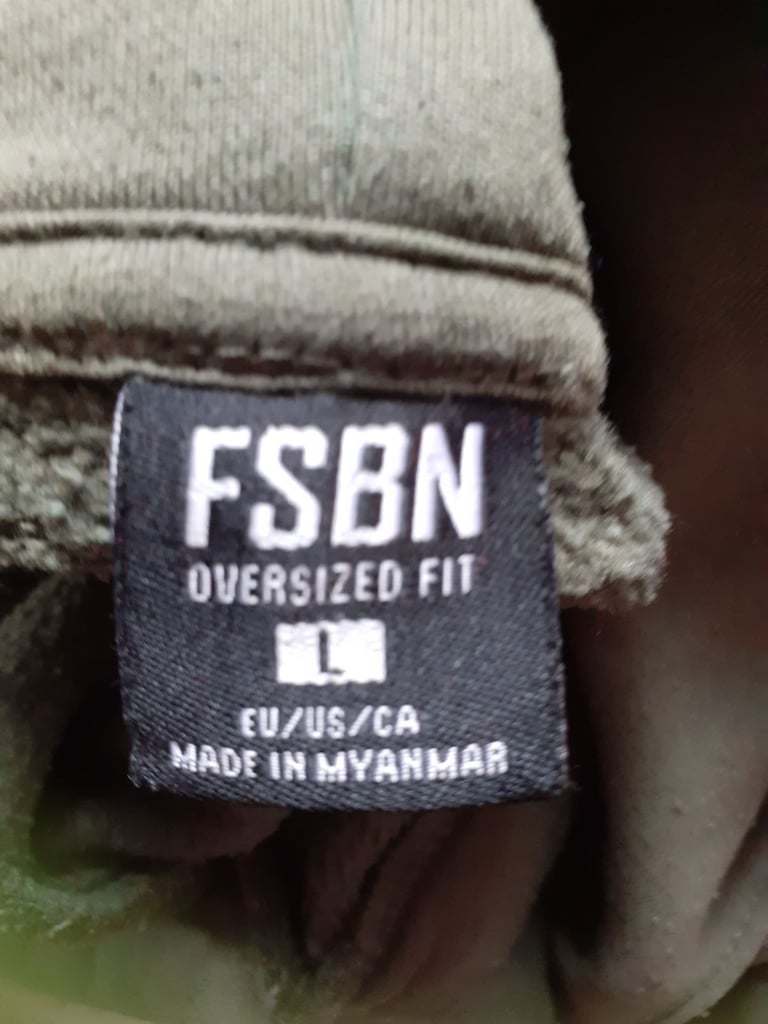 FSBN
OVERSIZED FIT
L
EU/US/CA
MADE IN MYANMAR